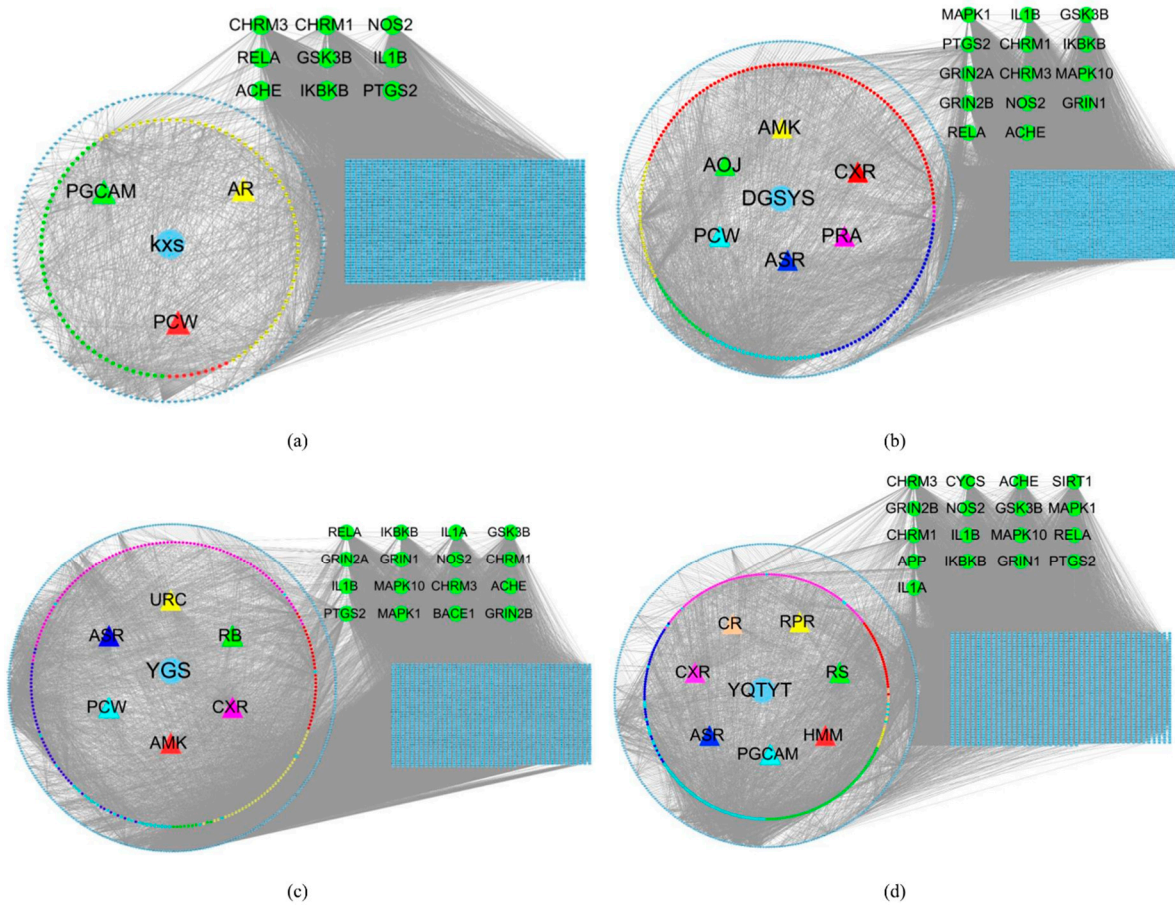 CHRM3 CHRM1 NOS2
RELA GSK3B IL1B
ACHE IKBKB PTGS2
PGCAM AR
kxs
PCW
(a)
MAPK1 IL1B GSK3B
PTGS2 CHRM1 IKBKB
GRIN2A CHRM3 MAPK10
GRIN2B NOS2 GRIN1
RELA ACHE
AMK
AOJ CXR
DGSYS
PCW PRA
ASR
(b)
RELA IKBKB IL1A GSK3B
GRIN2A GRIN1 NOS2 CHRM1
IL1B MAPK10 CHRM3 ACHE
PTGS2 MAPK1 BACE1 GRIN2B
URC
ASR RB
YGS
PCW CXR
AMK
(c)
CHRM3 CYCS ACHE SIRT1
GRIN2B NOS2 GSK3B MAPK1
CHRM1 IL1B MAPK10 RELA
APP IKBKB GRIN1 PTGS2
IL1A
CR RPR
CXR RS
YQTYT
ASR HMM
PGCAM
(d)